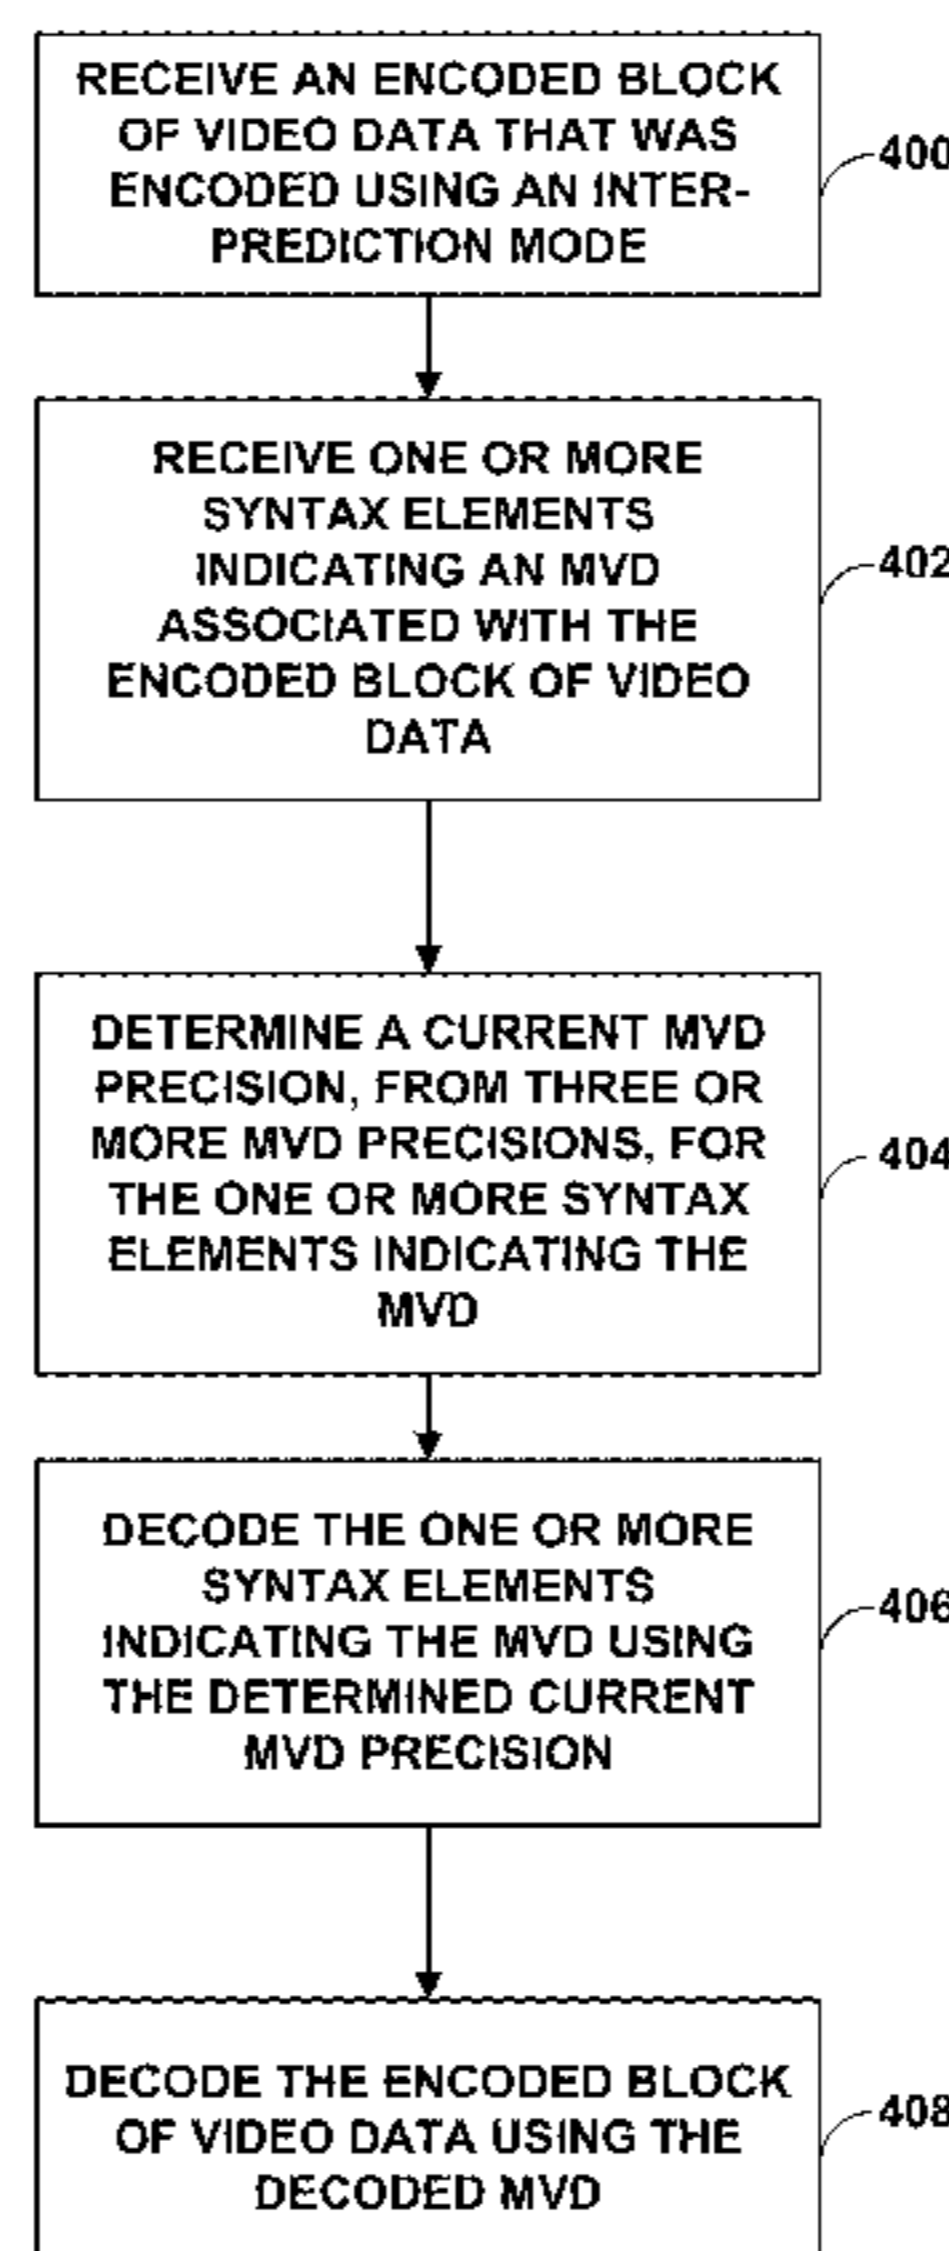 RECEIVE AN ENCODED BLOCK
OF VIDEO DATA THAT WAS
ENCODED USING AN INTER-
PREDICTION MODE
400
RECEIVE ONE OR MORE
SYNTAX ELEMENTS
INDICATING AN MVD
ASSOCIATED WITH THE
ENCODED BLOCK OF VIDEO
DATA
402
DETERMINE A CURRENT MVD
PRECISION, FROM THREE OR
MORE MVD PRECISIONS, FOR
THE ONE OR MORE SYNTAX
ELEMENTS INDICATING THE
MVD
404
DECODE THE ONE OR MORE
SYNTAX ELEMENTS
INDICATING THE MVD USING
THE DETERMINED CURRENT
MVD PRECISION
406
DECODE THE ENCODED BLOCK
OF VIDEO DATA USING THE
DECODED MVD
408